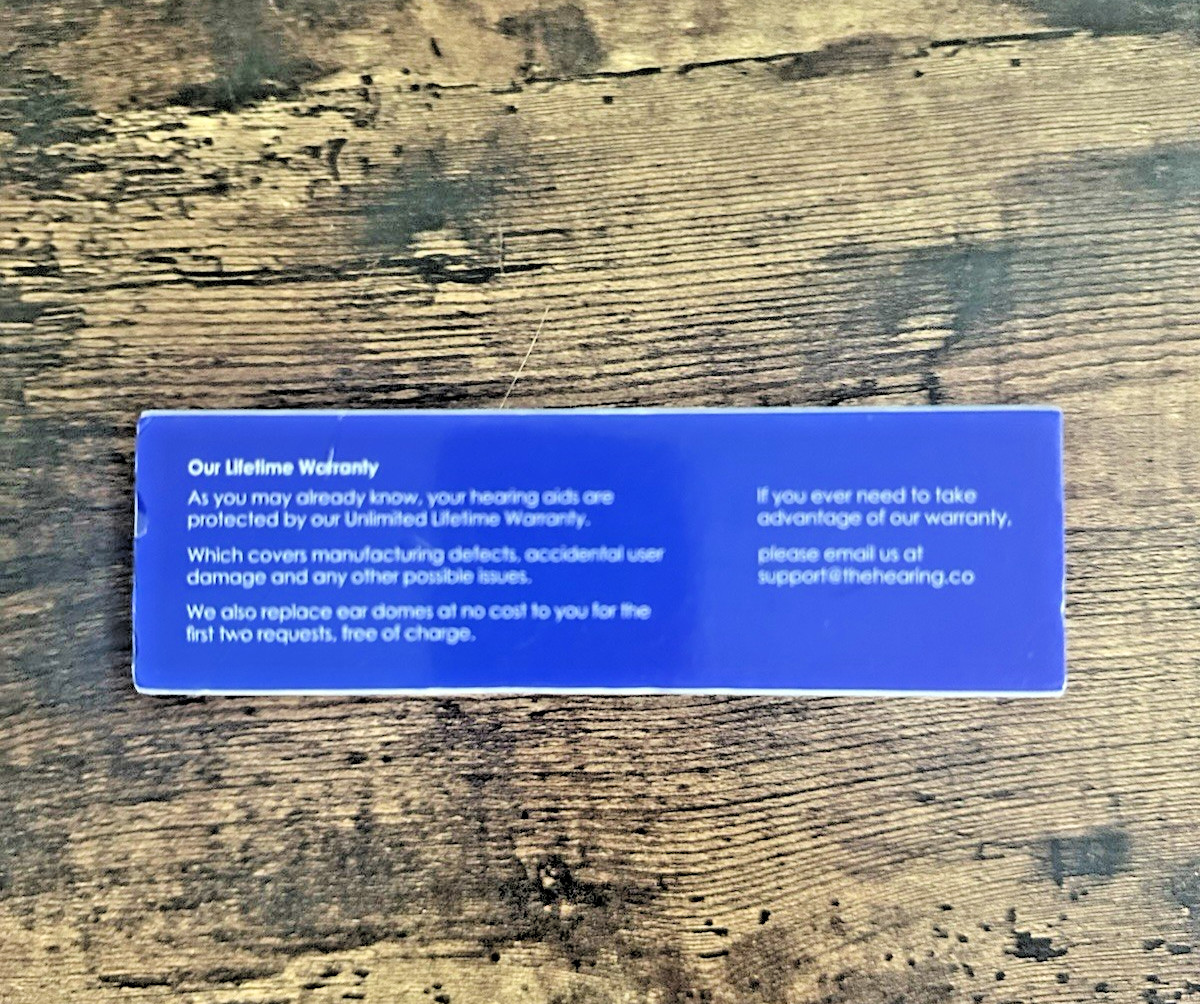 Our Lifetime Warranty
As you may already know, your hearing aids are
protected by our Unlimited Lifetime Warranty.
Which covers manufacturing defects, accidental user
damage and any other possible issues.
We also replace ear domes at no cost to you for the
first two requests, free of charge.
If you ever need to take
advantage of our warranty,
please email us at
support@thehearing.co